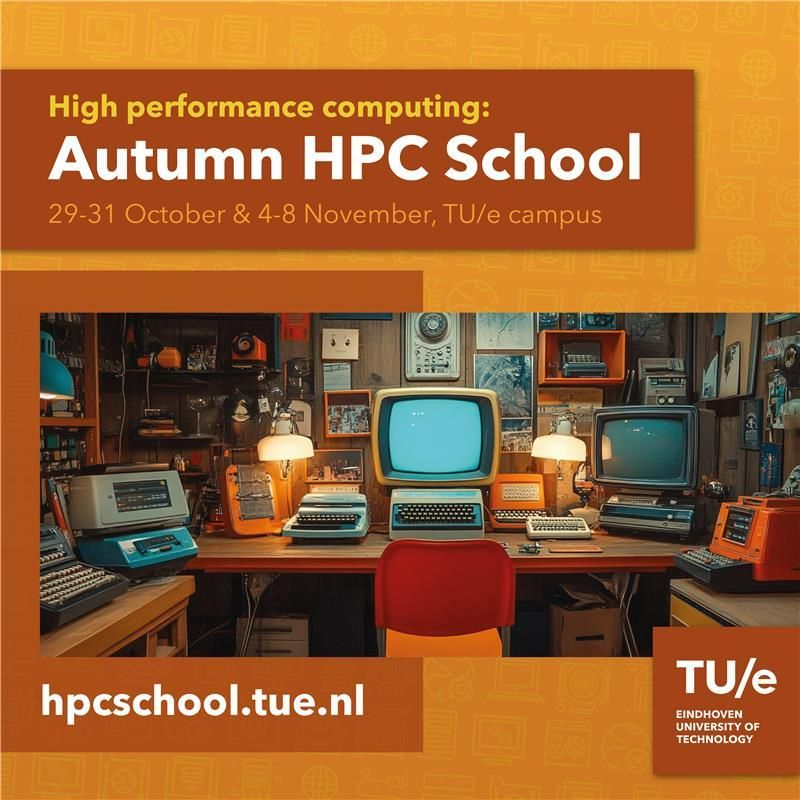 High performance computing:
Autumn HPC School
29-31 October & 4-8 November, TU/e campus
hpcschool.tue.nl
TU/e
EINDHOVEN
UNIVERSITY OF
TECHNOLOGY